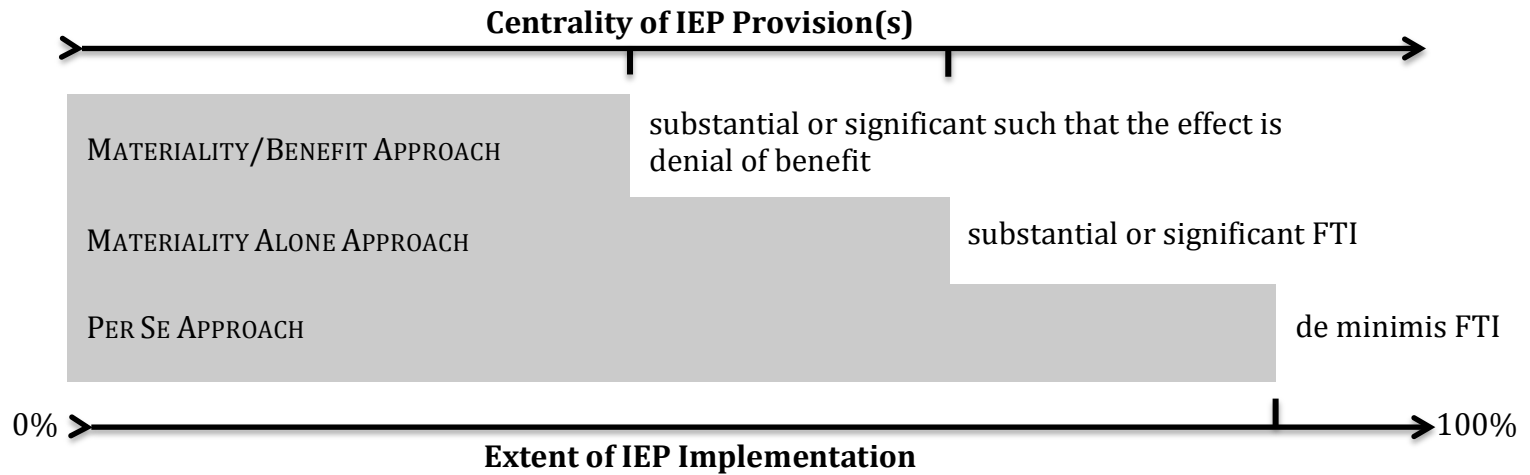 Centrality of IEP Provision(s)
MATERIALITY/BENEFIT APPROACH
substantial or significant such that the effect is
denial of benefit
MATERIALITY ALONE APPROACH
substantial or significant FTI
PER SE APPROACH
de minimis FTI
0%
100%
Extent of IEP Implementation